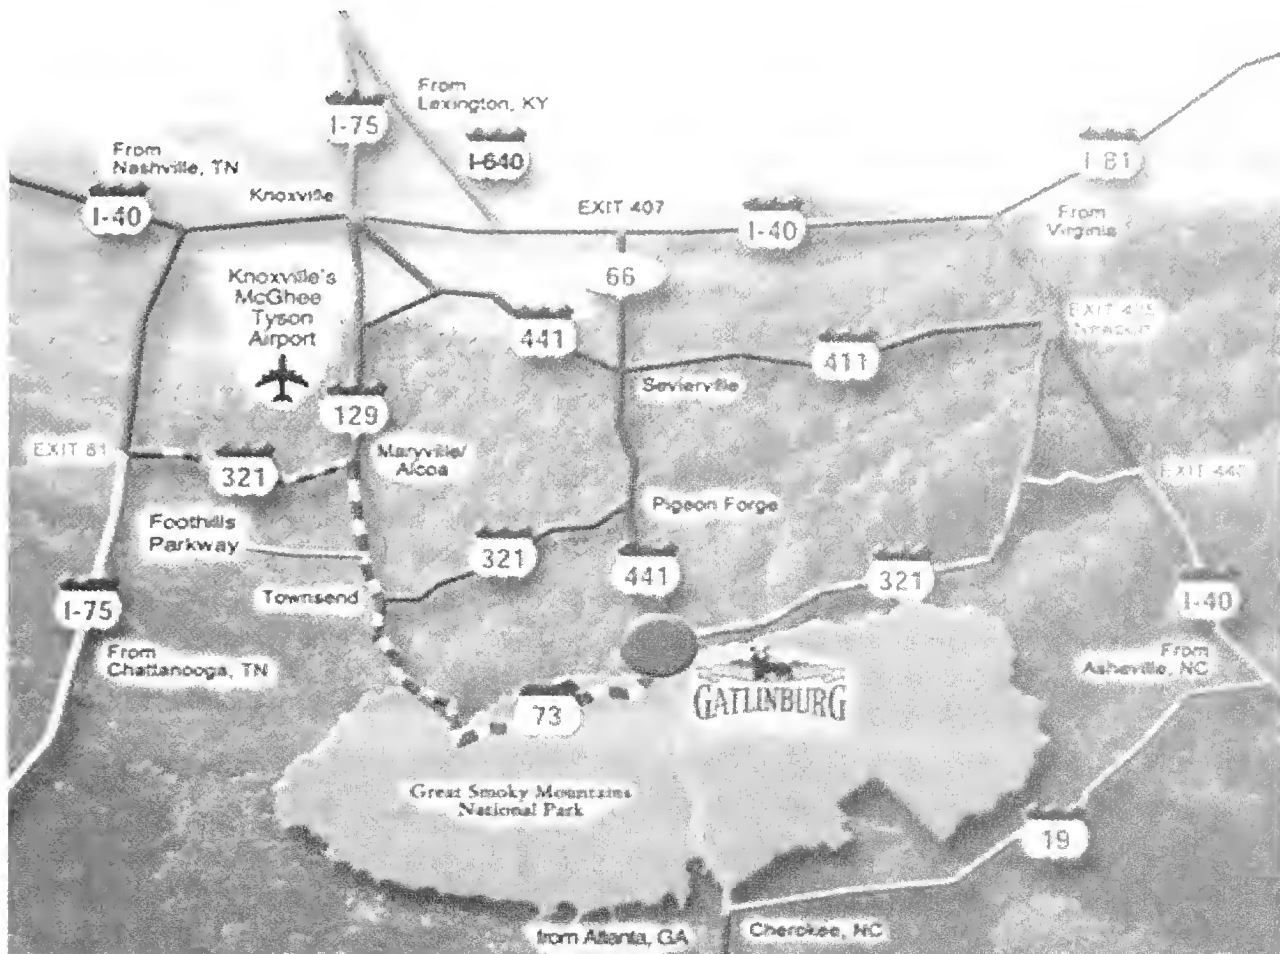 From
Lexington, KY
I-75
I-640
I-81
From
Nashville, TN
I-40
Knoxville
EXIT 407
I-40
From
Virginia
66
Knoxville's
McGhee
Tyson
Airport
441
411
Sevierville
129
EXIT 81
321
Maryville/
Alcoa
Pigeon Forge
Foothills
Parkway
321
441
321
Townsend
I-75
I-40
From
Chattanooga, TN
From
Asheville, NC
GATLINBURG
73
Great Smoky Mountains
National Park
19
from Atlanta, GA
Cherokee, NC